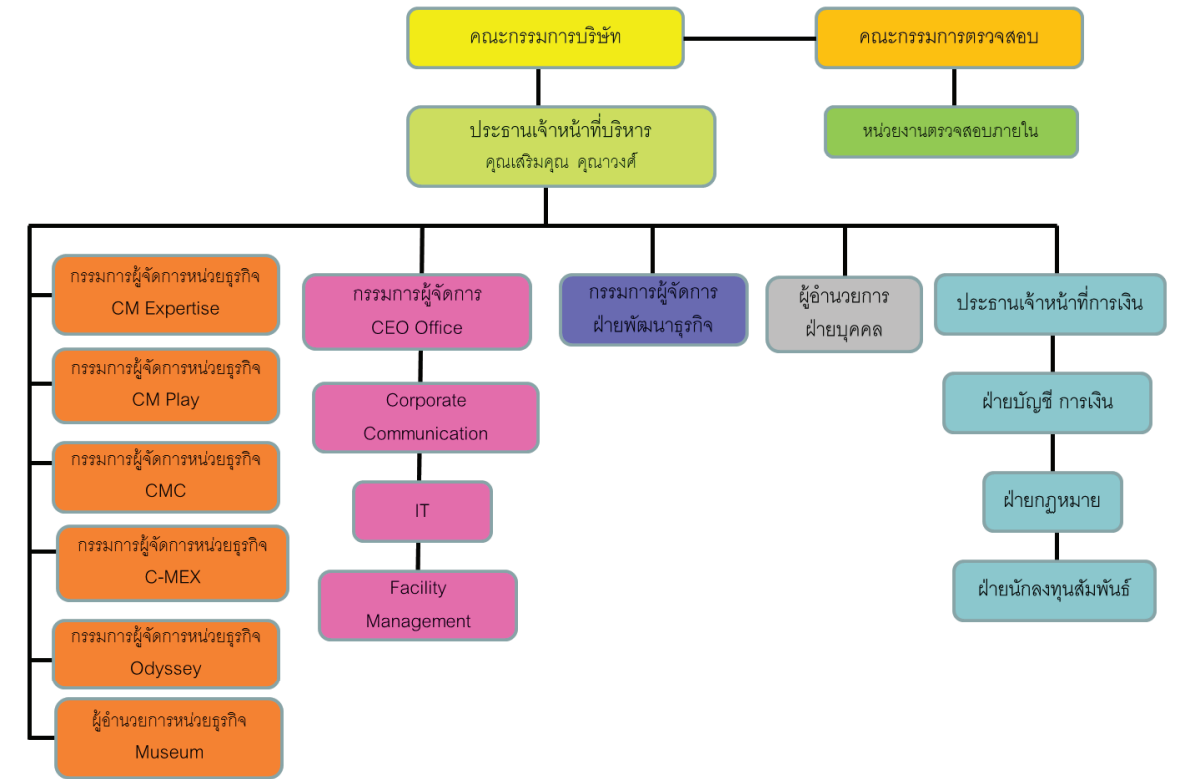 คณะกรรมการบริษัท
คณะกรรมการตรวจสอบ
ประธานเจ้าหน้าที่บริหาร
คุณเสริมคุณ คุณาวงศ์
หน่วยงานตรวจสอบภายใน
กรรมการผู้จัดการหน่วยธุรกิจ
CM Expertise
กรรมการผู้จัดการหน่วยธุรกิจ
CM Play
กรรมการผู้จัดการหน่วยธุรกิจ
CMC
กรรมการผู้จัดการหน่วยธุรกิจ
C-MEX
กรรมการผู้จัดการหน่วยธุรกิจ
Odyssey
ผู้อำนวยการหน่วยธุรกิจ
Museum
กรรมการผู้จัดการ
CEO Office
Corporate
Communication
IT
Facility
Management
กรรมการผู้จัดการ
ฝ่ายพัฒนาธุรกิจ
ผู้อำนวยการ
ฝ่ายบุคคล
ประธานเจ้าหน้าที่การเงิน
ฝ่ายบัญชี การเงิน
ฝ่ายกฎหมาย
ฝ่ายนักลงทุนสัมพันธ์